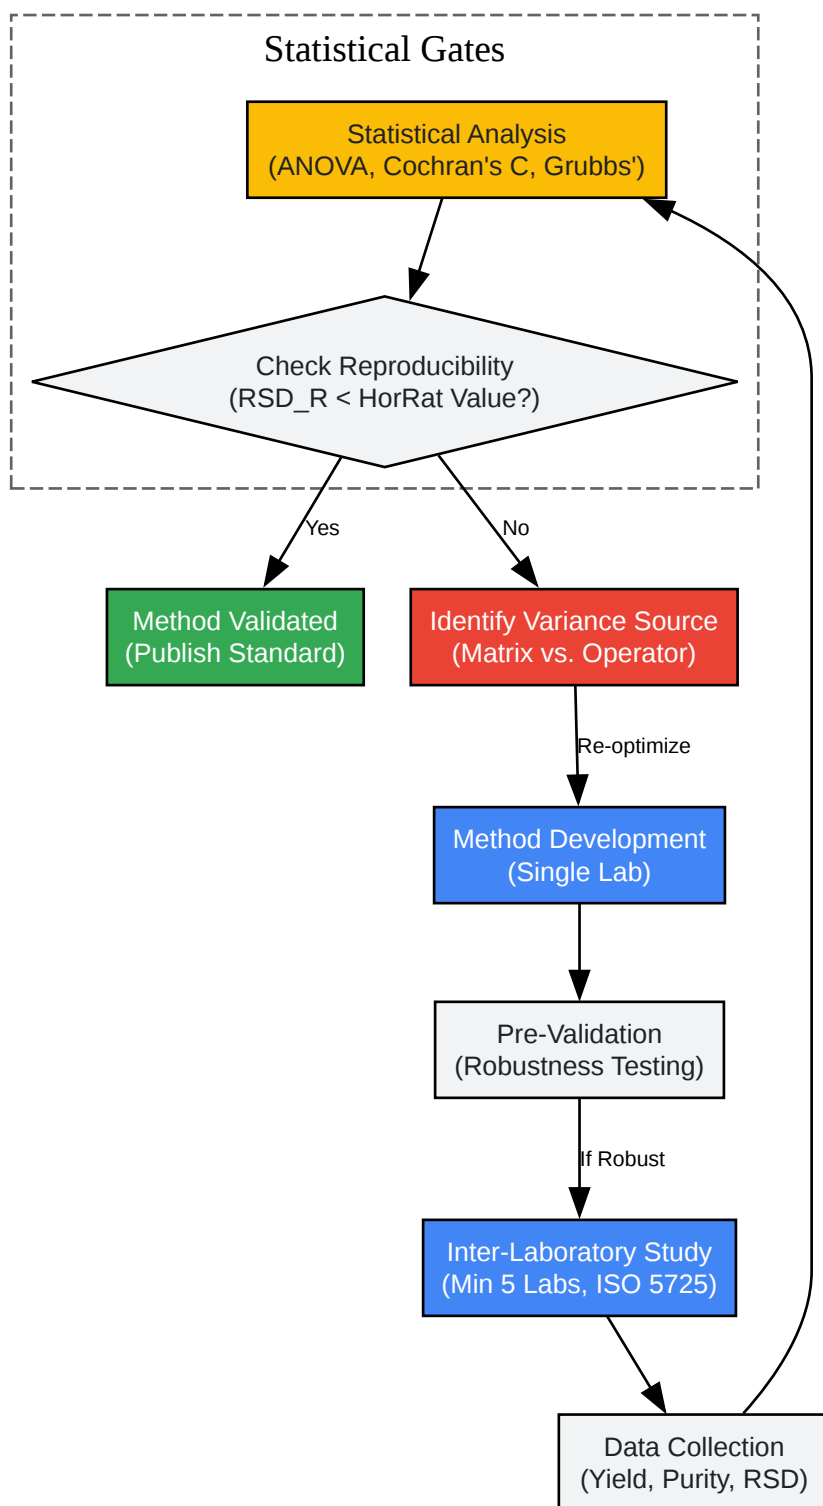 Statistical Gates
Statistical Analysis
(ANOVA, Cochran's C, Grubbs')
Check Reproducibility
(RSD_R < HorRat Value?)
Yes
No
Method Validated
(Publish Standard)
Identify Variance Source
(Matrix vs. Operator)
Re-optimize
Method Development
(Single Lab)
Pre-Validation
(Robustness Testing)
If Robust
Inter-Laboratory Study
(Min 5 Labs, ISO 5725)
Data Collection
(Yield, Purity, RSD)